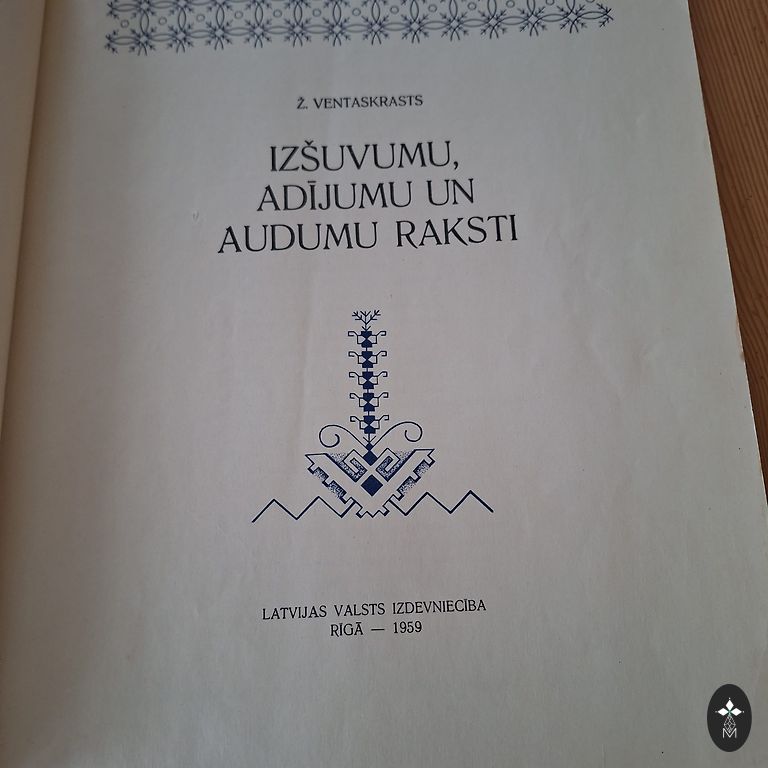 Ž. VENTASKRASTS
IZŠUVUMU,
ADĪJUMU UN
AUDUMU RAKSTI
LATVIJAS VALSTS IZDEVNIECĪBA
RĪGĀ — 1959
M